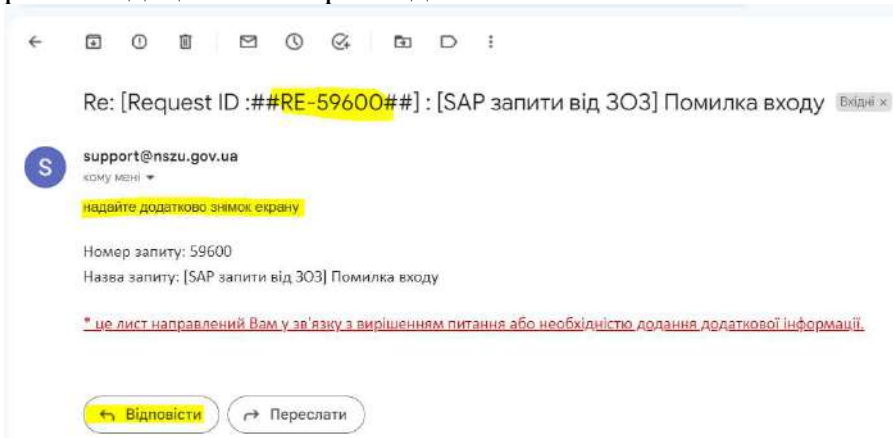 Re: [Request ID :##RE-59600##] : [SAP запити від ЗОЗ] Помилка входу Вхідні ×
S
support@nszu.gov.ua
кому мені
надайте додатково знімок екрану
Номер запиту: 59600
Назва запиту: [SAP запити від ЗОЗ] Помилка входу
* це лист направлений Вам у зв'язку з вирішенням питання або необхідністю додання додаткової інформації.
Відповісти
Переслати